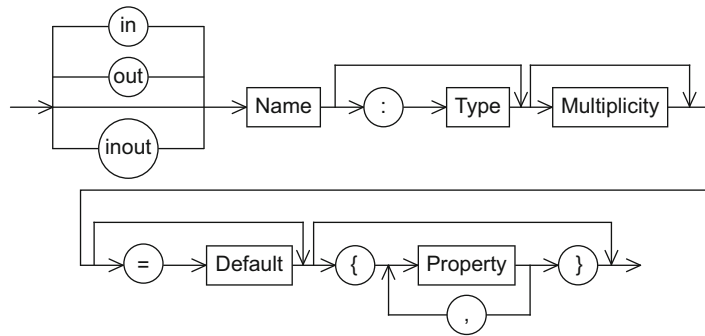 in
out
inout
Name : Type Multiplicity
= Default { Property }
,